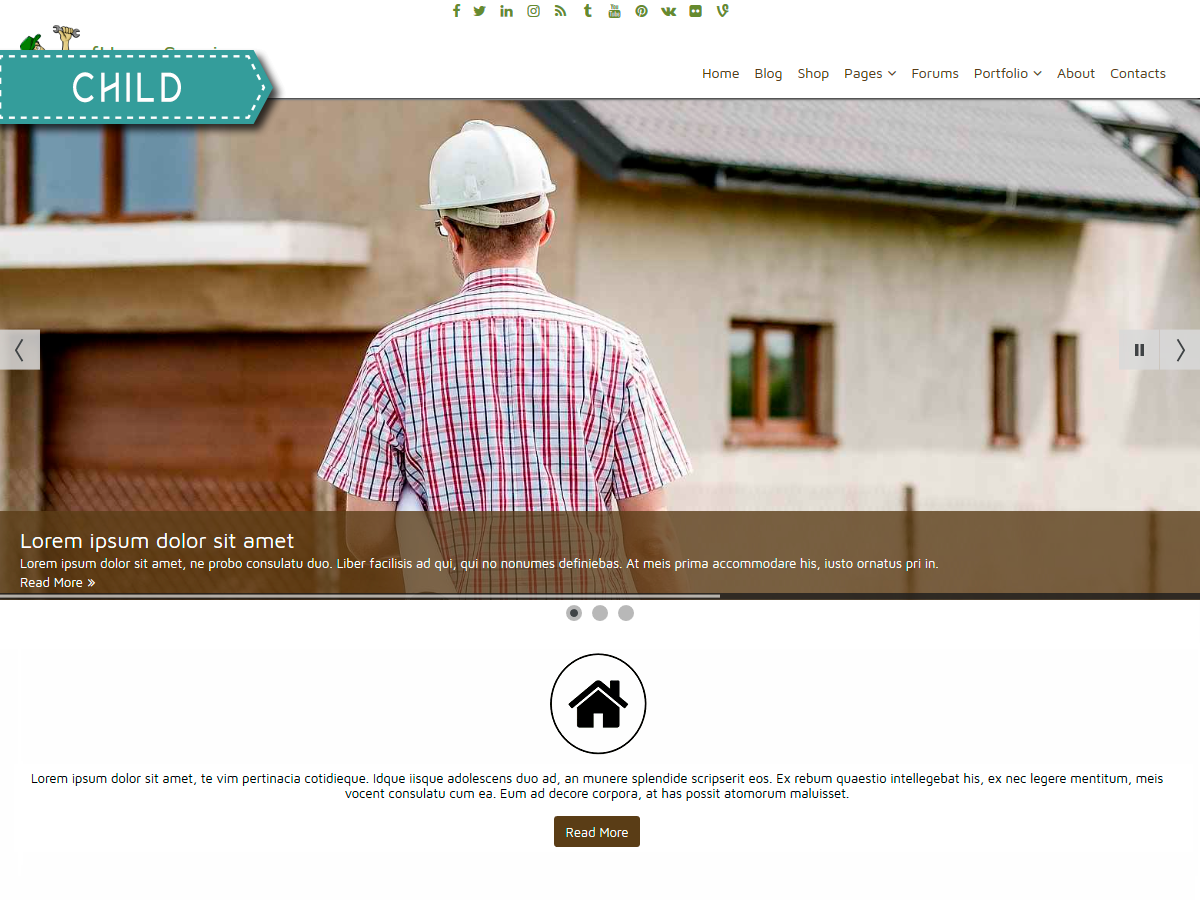 CHILD
Home Blog Shop Pages Forums Portfolio About Contacts
Lorem ipsum dolor sit amet
Lorem ipsum dolor sit amet, ne probo consulatu duo. Liber facilisis ad qui, qui no nonumes definiebas. At meis prima accommodare his, iusto ornatus pri in.
Read More »
Lorem ipsum dolor sit amet, te vim pertinacia cotidieque. Idque iisque adolescens duo ad, an munere splendide scripserit eos. Ex rebum quaestio intellegebat his, ex nec legere mentitum, meis
vocent consulatu cum ea. Eum ad decore corpora, at has possit atomorum maluisset.
Read More